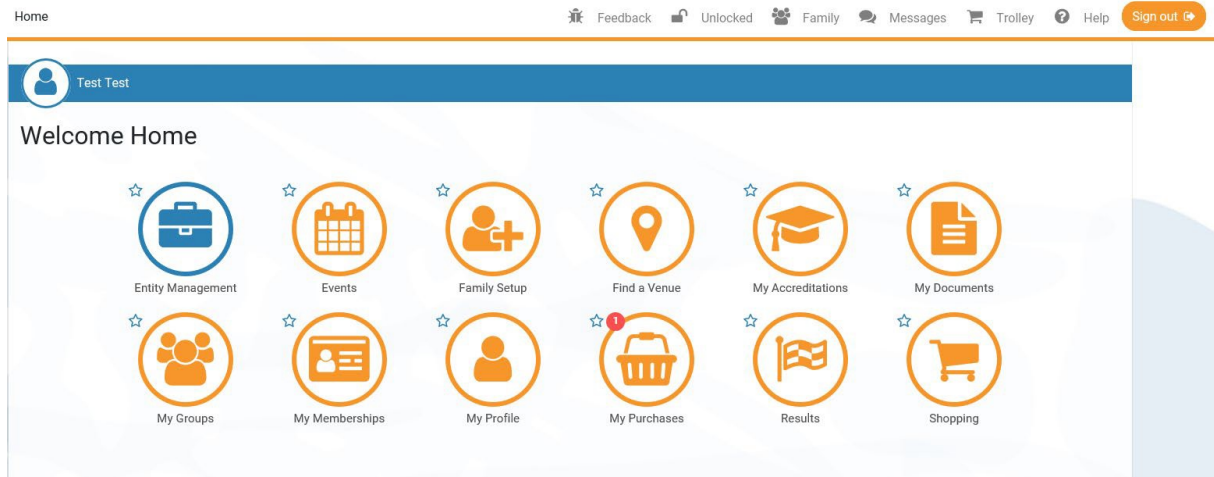 Home Feedback Unlocked Family Messages Trolley Help Sign out
Test Test
Welcome Home
Entity Management Events Family Setup Find a Venue My Accreditations My Documents
1
My Groups My Memberships My Profile My Purchases Results Shopping